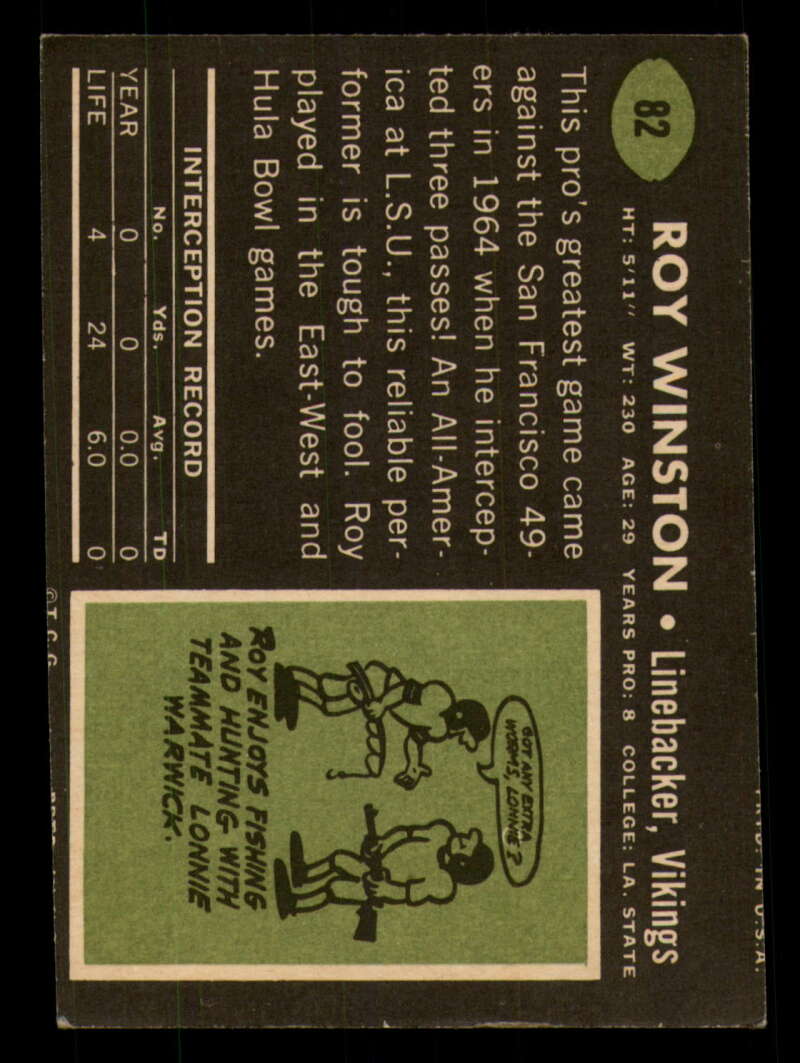 82
ROY WINSTON • Linebacker, Vikings
HT: 5'11" WT: 230 AGE: 29 YEARS PRO: 8 COLLEGE: LA. STATE
This pro's greatest game came
against the San Francisco 49-
ers in 1964 when he intercep-
ted three passes! An All-Amer-
ica at L.S.U., this reliable per-
former is tough to fool. Roy
played in the East-West and
Hula Bowl games.
INTERCEPTION RECORD
No. Yds. Avg. TD
YEAR 0 0 0.0 0
LIFE 4 24 6.0 0
GOT ANY EXTRA
WORMS, LONNIE?
ROY ENJOYS FISHING
AND HUNTING WITH
TEAMMATE LONNIE
WARWICK.
©T.C.G.
IN U.S.A.